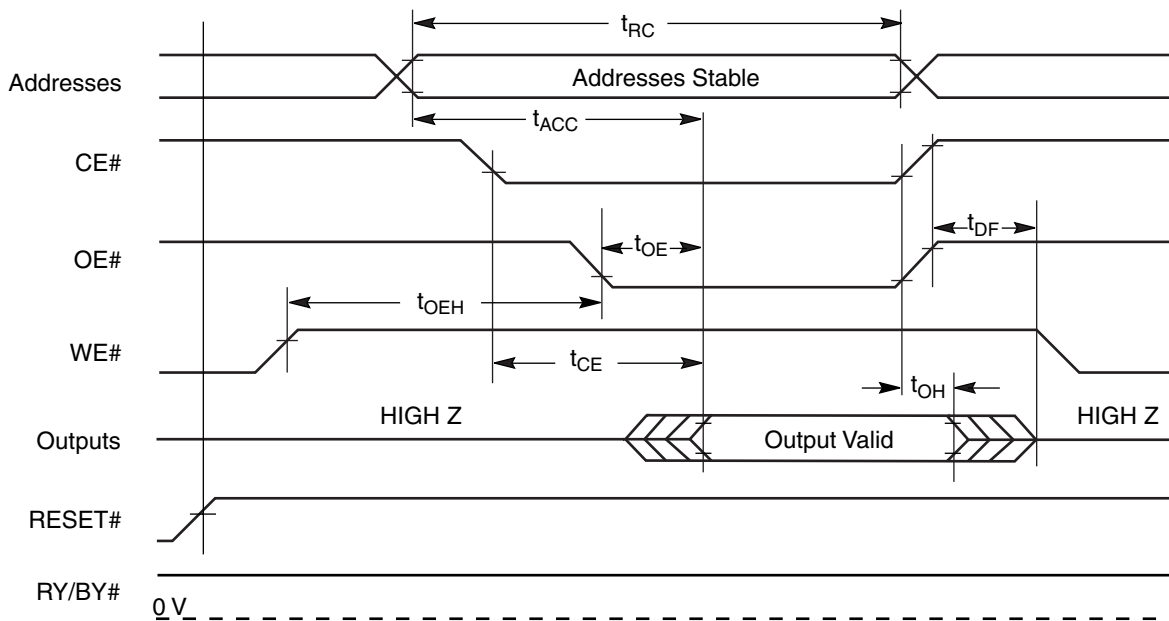 tRC
Addresses
Addresses Stable
tACC
CE#
tDF
OE#
tOE
tOEH
WE#
tCE
tOH
HIGH Z
HIGH Z
Outputs
Output Valid
RESET#
RY/BY#
0 V